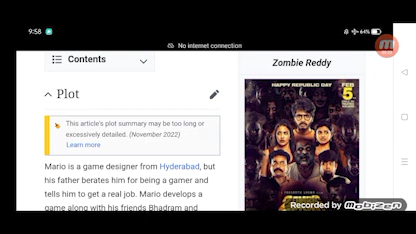 9:58
64%
No internet connection
Contents
Zombie Reddy
Plot
HAPPY REPUBLIC DAY
FEB
5
This article's plot summary may be too long or
excessively detailed. (November 2022)
Learn more
Mario is a game designer from Hyderabad, but
his father berates him for being a gamer and
tells him to get a real job. Mario develops a
game along with his friends Bhadram and
Recorded by mobizen